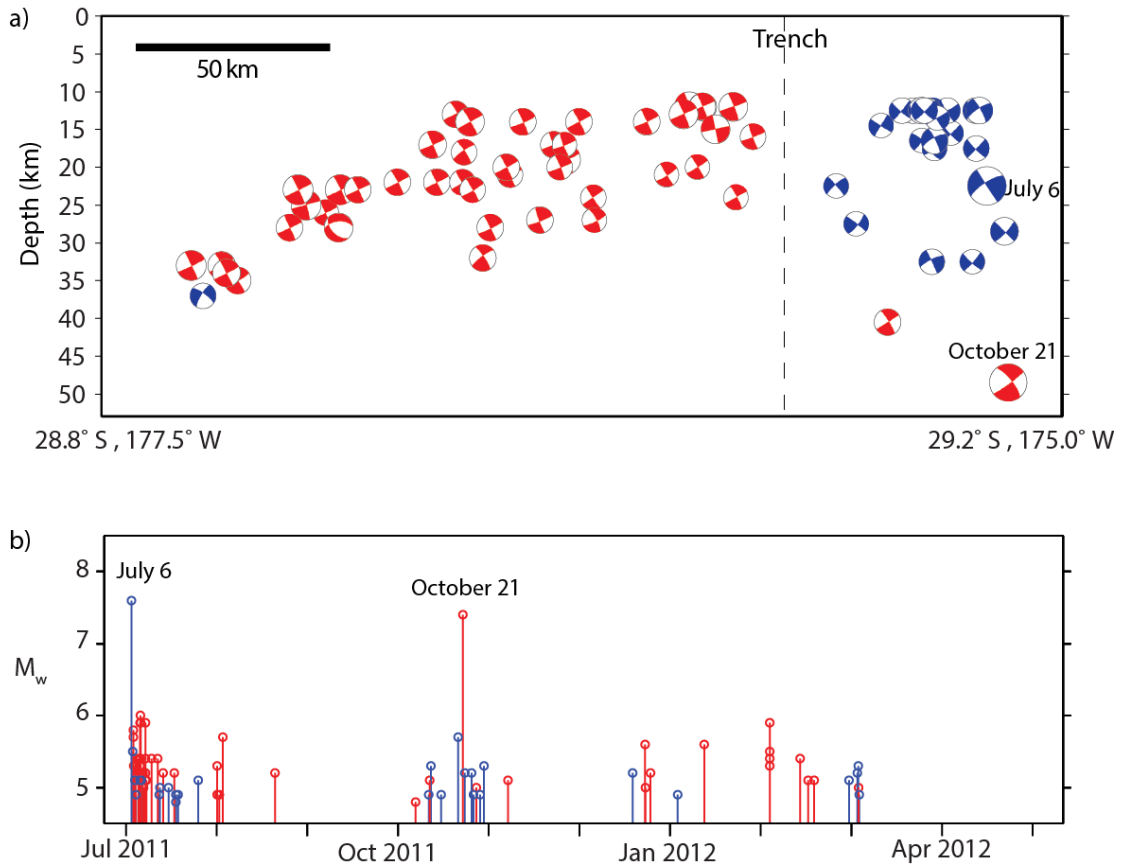 a)
0
5
10
15
20
25
30
35
40
45
50
Depth (km)
50 km
Trench
July 6
October 21
28.8° S , 177.5° W
29.2° S , 175.0° W
b)
8
7
6
5
Mw
July 6
October 21
Jul 2011
Oct 2011
Jan 2012
Apr 2012